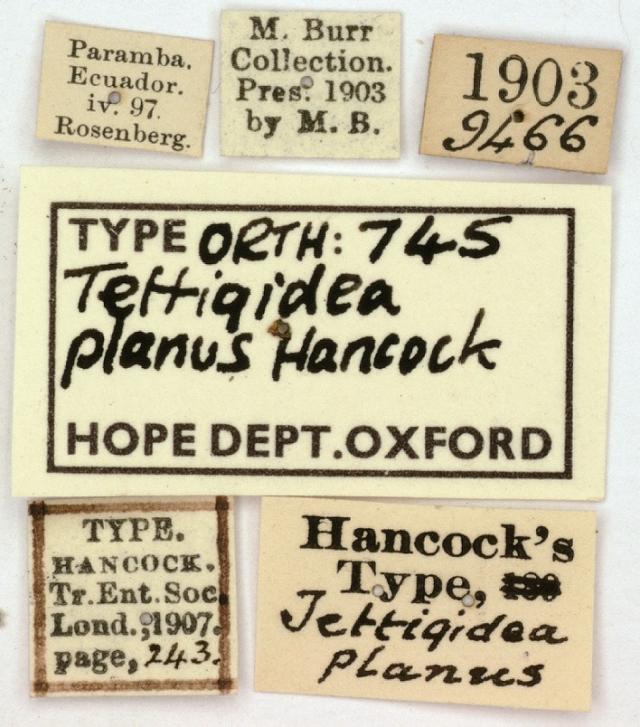 Paramba.
Ecuador.
iv. 97.
Rosenberg.
M. Burr
Collection.
Pres? 1903
by M. B.
1903
9466
TYPE ORTH: 745
Tettigidea
planus Hancock
HOPE DEPT. OXFORD
TYPE.
HANCOCK.
Tr. Ent. Soc.
Lond., 1907.
page, 243.
Hancock's
Type,
Tettigidea
planus